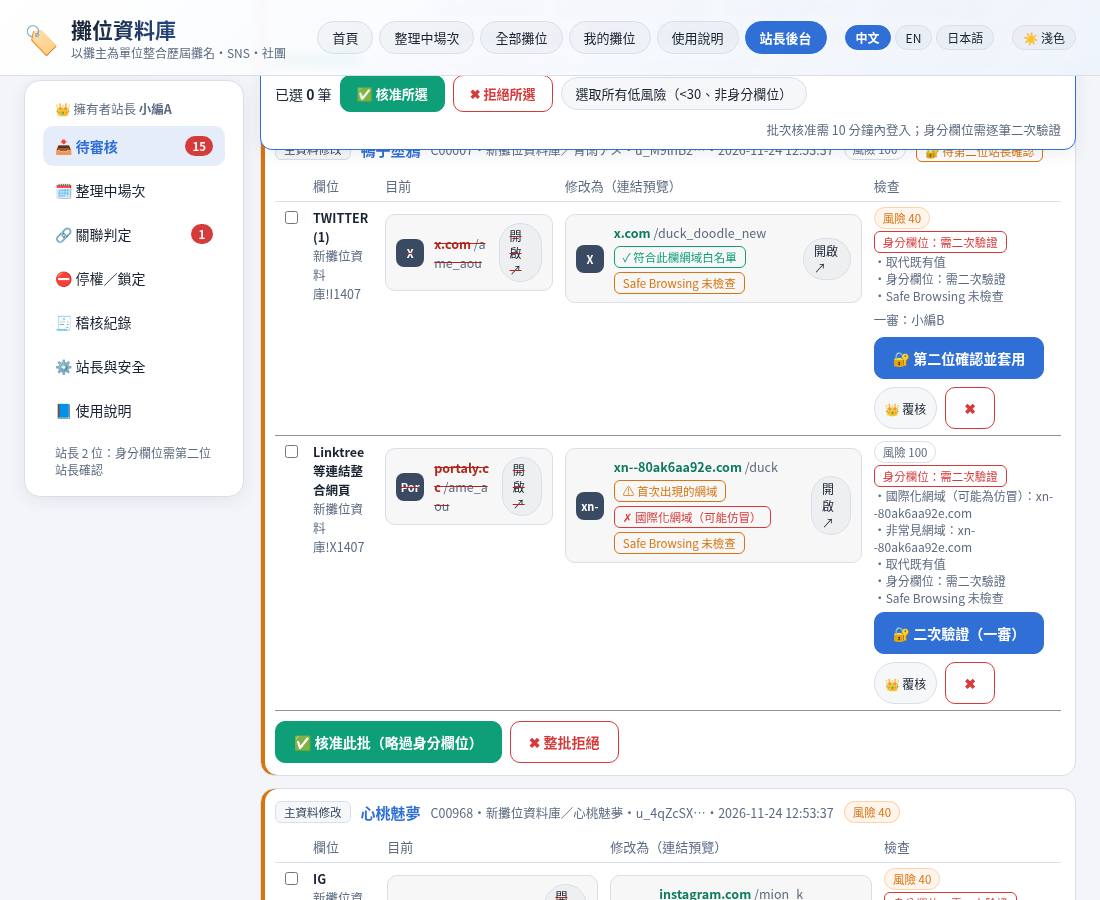 攤位資料庫
以攤主為單位整合歷屆攤名・SNS・社團
首頁
整理中場次
全部攤位
我的攤位
使用說明
站長後台
中文
EN
日本語
☀️ 淺色
👑 擁有者站長 小編A
📥 待審核 15
🗓️ 整理中場次
🔗 關聯判定 1
⛔ 停權／鎖定
🧾 稽核紀錄
⚙️ 站長與安全
📘 使用說明
站長 2 位：身分欄位需第二位
站長確認
已選 0 筆
✅ 核准所選
✖ 拒絕所選
選取所有低風險（<30、非身分欄位）
批次核准需 10 分鐘內登入；身分欄位需逐筆二次驗證
欄位 目前 修改為（連結預覽） 檢查
TWITTER
(1)
新攤位資
料
庫!I1407
X
x.com /a
me_aou
開
啟
↗
X
x.com /duck_doodle_new
✓ 符合此欄網域白名單
Safe Browsing 未檢查
開啟
↗
風險 40
身分欄位：需二次驗證
・取代既有值
・身分欄位：需二次驗證
・Safe Browsing 未檢查
一審：小編B
🔐 第二位確認並套用
👑 覆核 ✖
Linktree
等連結整
合網頁
新攤位資
料
庫!X1407
Por
portaly.c
c /ame_a
ou
開
啟
↗
xn-
xn--80ak6aa92e.com /duck
⚠ 首次出現的網域
✗ 國際化網域（可能仿冒）
Safe Browsing 未檢查
開
啟
↗
風險 100
身分欄位：需二次驗證
・國際化網域（可能為仿冒）：xn-
-80ak6aa92e.com
・非常見網域：xn-
-80ak6aa92e.com
・取代既有值
・身分欄位：需二次驗證
・Safe Browsing 未檢查
🔐 二次驗證（一審）
👑 覆核 ✖
✅ 核准此批（略過身分欄位）
✖ 整批拒絕
主資料修改 心桃魅夢 C00968・新攤位資料庫／心桃魅夢・u_4qZcSX…・2026-11-24 12:53:37 風險 40
欄位 目前 修改為（連結預覽） 檢查
IG
開
instagram.com /mion_k
風險 40